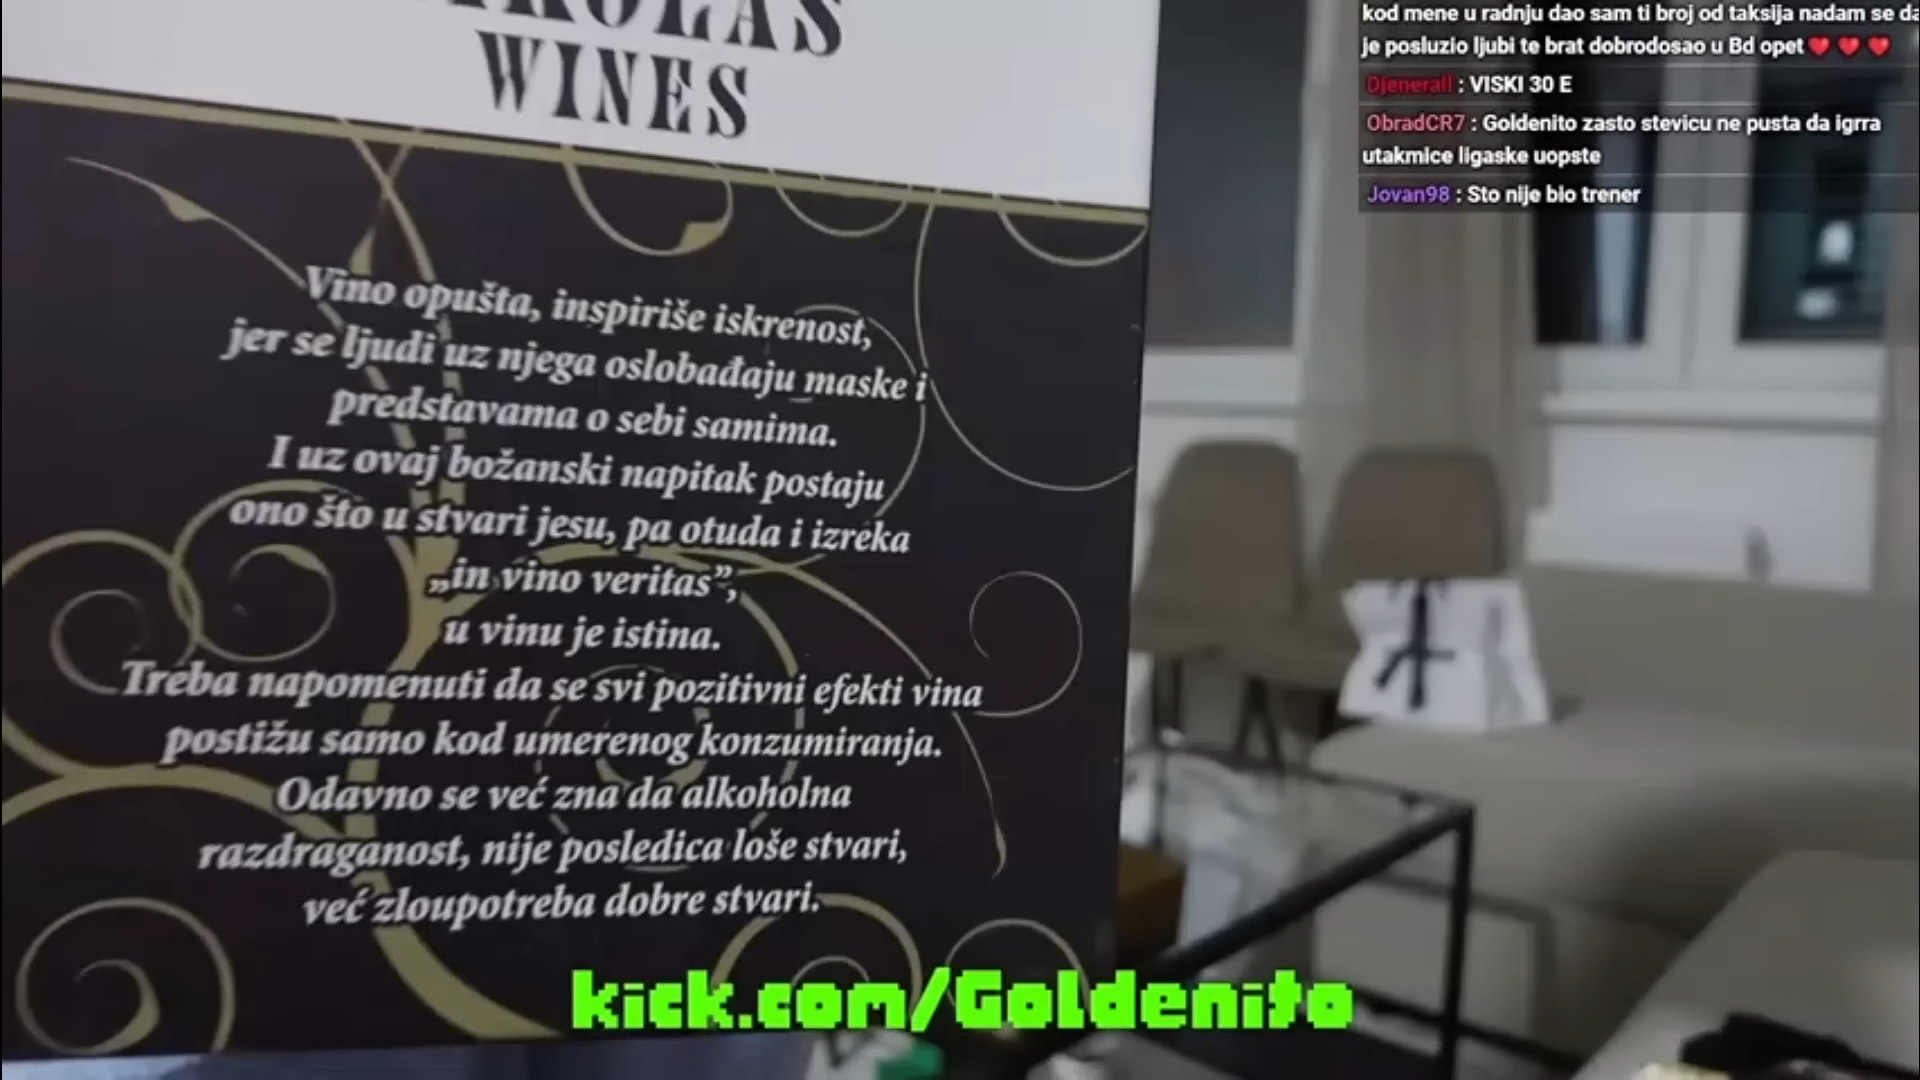 WINES
Vino opušta, inspiriše iskrenost,
jer se ljudi uz njega oslobađaju maske i
predstavama o sebi samima.
I uz ovaj božanski napitak postaju
ono što u stvari jesu, pa otuda i izreka
„in vino veritas”,
u vinu je istina.
Treba napomenuti da se svi pozitivni efekti vina
postižu samo kod umerenog konzumiranja.
Odavno se već zna da alkoholna
razdraganost, nije posledica loše stvari,
već zloupotreba dobre stvari.
kod mene u radnju dao sam ti broj od taksija nadam se da
je posluzio ljubi te brat dobrodosao u Bd opet❤️ ❤️ ❤️
Djenerall : VISKI 30 E
ObradCR7 : Goldenito zasto stevicu ne pusta da igrra
utakmice ligaske uopste
Jovan98 : Sto nije bio trener
kick.com/Goldenito